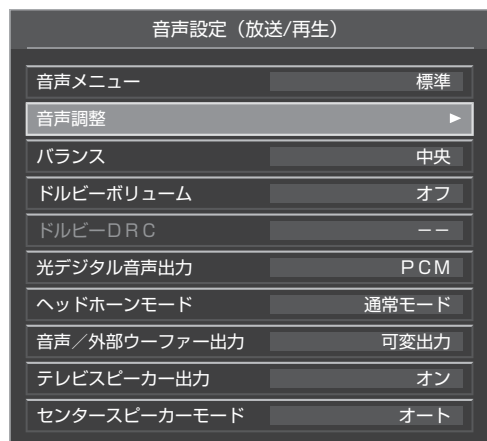 音声設定（放送/再生）
音声メニュー 標準
音声調整 ►
バランス 中央
ドルビーボリューム オフ
ドルビーＤＲＣ －－
光デジタル音声出力 ＰＣＭ
ヘッドホーンモード 通常モード
音声／外部ウーファー出力 可変出力
テレビスピーカー出力 オン
センタースピーカーモード オート